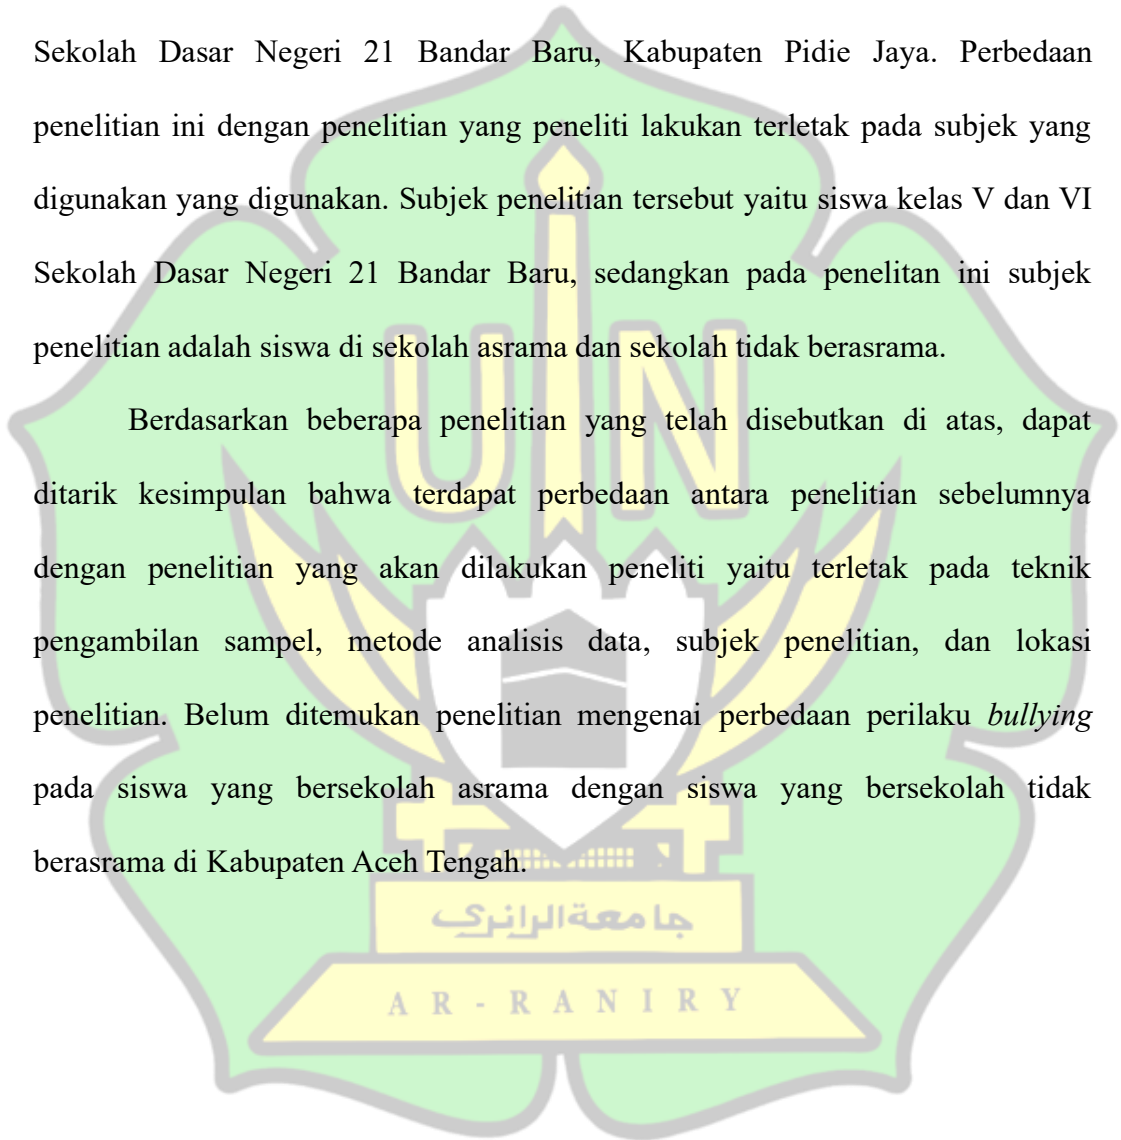 Sekolah Dasar Negeri 21 Bandar Baru, Kabupaten Pidie Jaya. Perbedaan
penelitian ini dengan penelitian yang peneliti lakukan terletak pada subjek yang
digunakan yang digunakan. Subjek penelitian tersebut yaitu siswa kelas V dan VI
Sekolah Dasar Negeri 21 Bandar Baru, sedangkan pada penelitan ini subjek
penelitian adalah siswa di sekolah asrama dan sekolah tidak berasrama.
Berdasarkan beberapa penelitian yang telah disebutkan di atas, dapat
ditarik kesimpulan bahwa terdapat perbedaan antara penelitian sebelumnya
dengan penelitian yang akan dilakukan peneliti yaitu terletak pada teknik
pengambilan sampel, metode analisis data, subjek penelitian, dan lokasi
penelitian. Belum ditemukan penelitian mengenai perbedaan perilaku bullying
pada siswa yang bersekolah asrama dengan siswa yang bersekolah tidak
berasrama di Kabupaten Aceh Tengah.
UIN
جامعة الرانري
AR-RANIRY